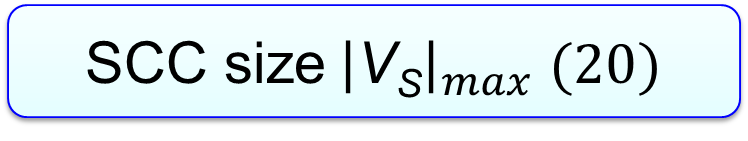 SCC size |V_S|_max (20)